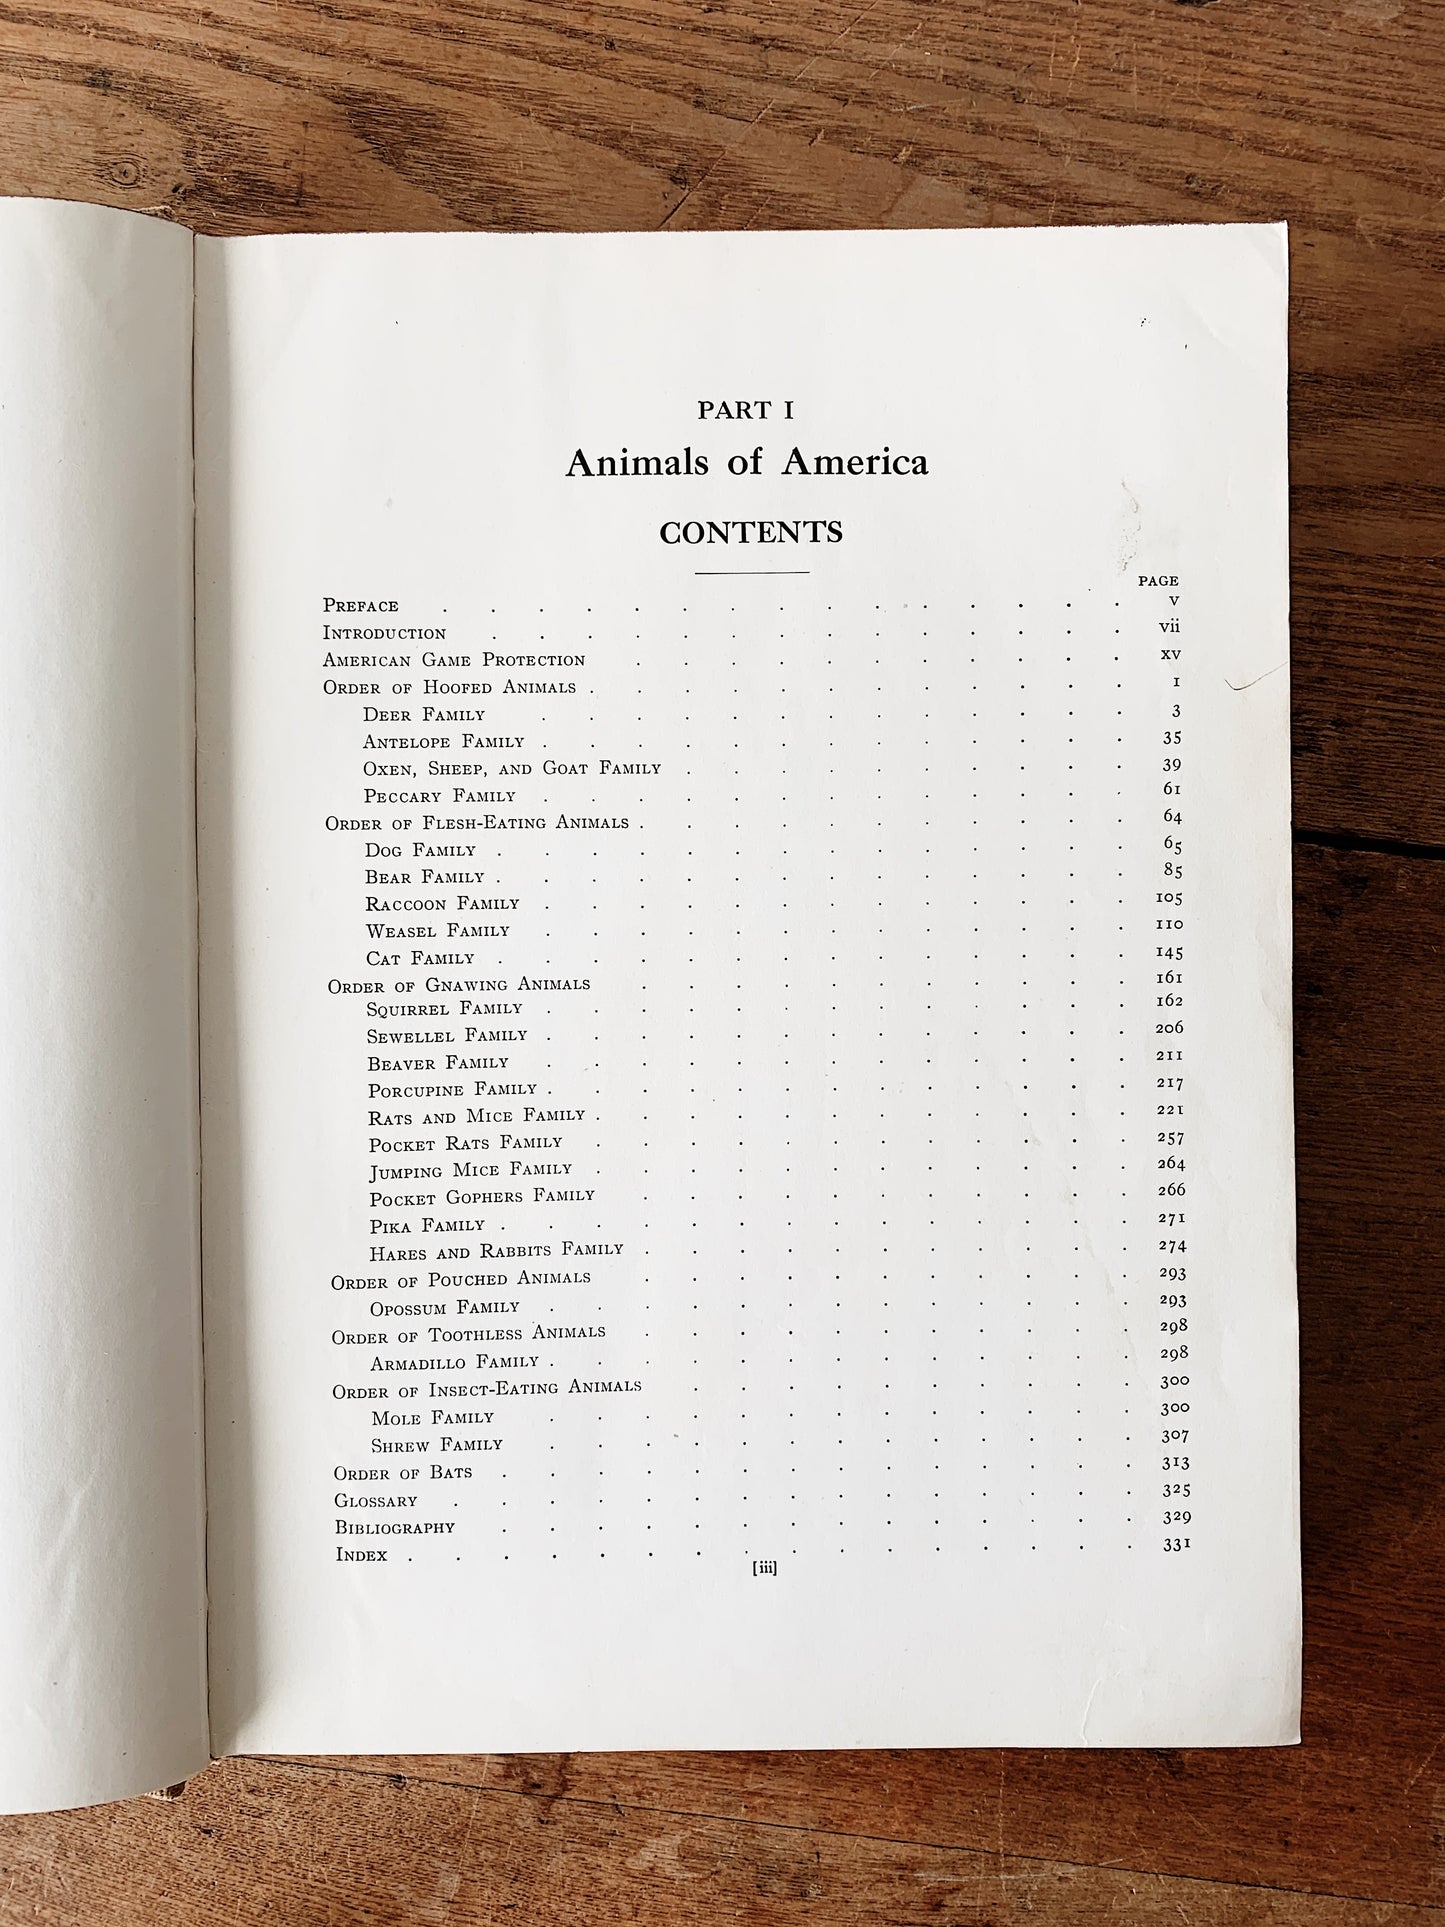 PART I
Animals of America
CONTENTS
PAGE
PREFACE . . . . . . . . . . . . . . . v
INTRODUCTION . . . . . . . . . . . . . . vii
AMERICAN GAME PROTECTION . . . . . . . . . . . xv
ORDER OF HOOFED ANIMALS . . . . . . . . . . . . 1
DEER FAMILY . . . . . . . . . . . . . 3
ANTELOPE FAMILY . . . . . . . . . . . . . 35
OXEN, SHEEP, AND GOAT FAMILY . . . . . . . . . . 39
PECCARY FAMILY . . . . . . . . . . . . . 61
ORDER OF FLESH-EATING ANIMALS . . . . . . . . . . . 64
DOG FAMILY . . . . . . . . . . . . . . 65
BEAR FAMILY . . . . . . . . . . . . . . 85
RACCOON FAMILY . . . . . . . . . . . . . 105
WEASEL FAMILY . . . . . . . . . . . . . 110
CAT FAMILY . . . . . . . . . . . . . . 145
ORDER OF GNAWING ANIMALS . . . . . . . . . . . 161
SQUIRREL FAMILY . . . . . . . . . . . . . 162
SEWELLEL FAMILY . . . . . . . . . . . . . 206
BEAVER FAMILY . . . . . . . . . . . . . 211
PORCUPINE FAMILY . . . . . . . . . . . . . 217
RATS AND MICE FAMILY . . . . . . . . . . . . 221
POCKET RATS FAMILY . . . . . . . . . . . . 257
JUMPING MICE FAMILY . . . . . . . . . . . . 264
POCKET GOPHERS FAMILY . . . . . . . . . . . 266
PIKA FAMILY . . . . . . . . . . . . . . 271
HARES AND RABBITS FAMILY . . . . . . . . . . . 274
ORDER OF POUCHED ANIMALS . . . . . . . . . . . 293
OPOSSUM FAMILY . . . . . . . . . . . . . 293
ORDER OF TOOTHLESS ANIMALS . . . . . . . . . . . 298
ARMADILLO FAMILY . . . . . . . . . . . . . 298
ORDER OF INSECT-EATING ANIMALS . . . . . . . . . . 300
MOLE FAMILY . . . . . . . . . . . . . 300
SHREW FAMILY . . . . . . . . . . . . . 307
ORDER OF BATS . . . . . . . . . . . . . . 313
GLOSSARY . . . . . . . . . . . . . . . 325
BIBLIOGRAPHY . . . . . . . . . . . . . . 329
INDEX . . . . . . . . . . . . . . . . 331
[iii]